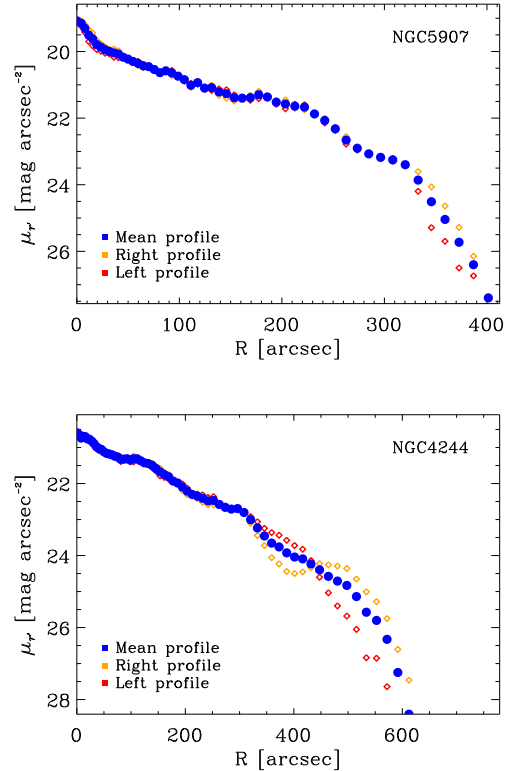 NGC5907
20
22
24
26
μr, [mag arcsec-2]
Mean profile
Right profile
Left profile
0 100 200 300 400
R [arcsec]
NGC4244
22
24
26
28
μr, [mag arcsec-2]
Mean profile
Right profile
Left profile
0 200 400 600
R [arcsec]